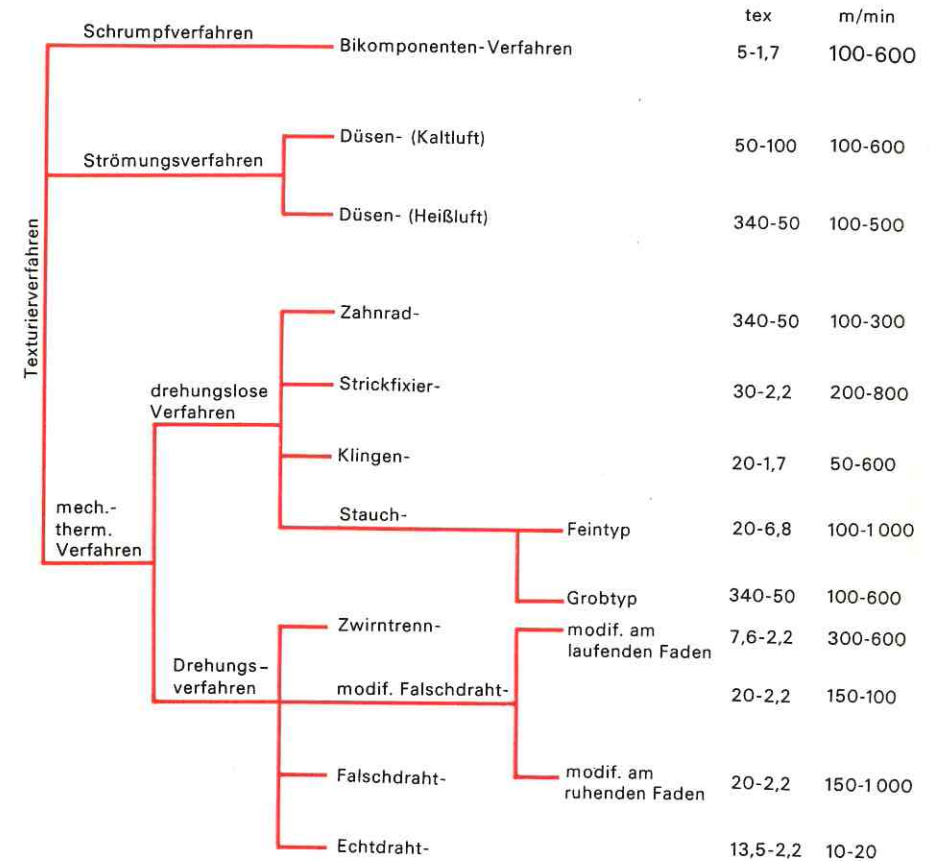 tex m/min
Schrumpfverfahren
Bikomponenten-Verfahren 5-1,7 100-600
Düsen- (Kaltluft) 50-100 100-600
Strömungsverfahren
Düsen- (Heißluft) 340-50 100-500
Texturierverfahren
Zahnrad- 340-50 100-300
drehungslose
Verfahren
Strickfixier- 30-2,2 200-800
Klingen- 20-1,7 50-600
mech.-
therm.
Verfahren
Stauch-
Feintyp 20-6,8 100-1 000
Grobtyp 340-50 100-600
Zwirntrenn-
modif. am
laufenden Faden
7,6-2,2 300-600
Drehungs-
verfahren
modif. Falschdraht- 20-2,2 150-100
Falschdraht-
modif. am
ruhenden Faden
20-2,2 150-1 000
Echtdraht- 13,5-2,2 10-20